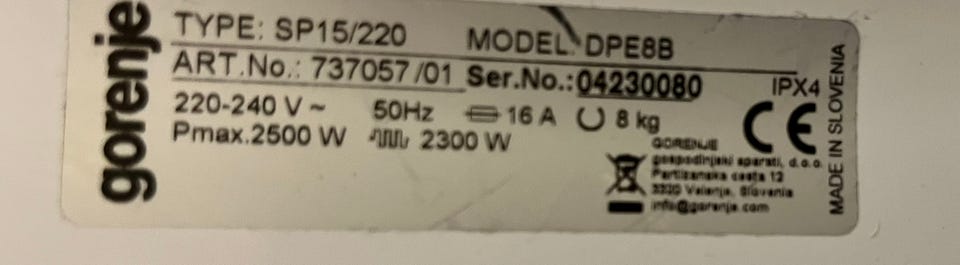 gorenje
TYPE: SP15/220 MODEL: DPE8B
ART.No.: 737057/01 Ser.No.: 04230080
220-240 V ~ 50Hz 16 A 8 kg IPX4
Pmax.2500 W 2300 W CE
GORENJE
gospodinjski aparati, d.o.o.
Partizanska cesta 12
3320 Velenje, Slovenia
info@gorenje.com
MADE IN SLOVENIA